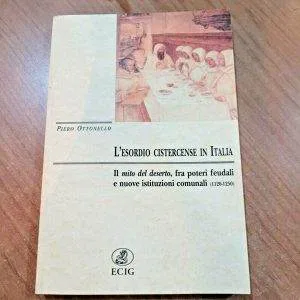 PIERO OTTONELLO
L'ESORDIO CISTERCENSE IN ITALIA
Il mito del deserto, fra poteri feudali
e nuove istituzioni comunali (1120-1250)
ECIG